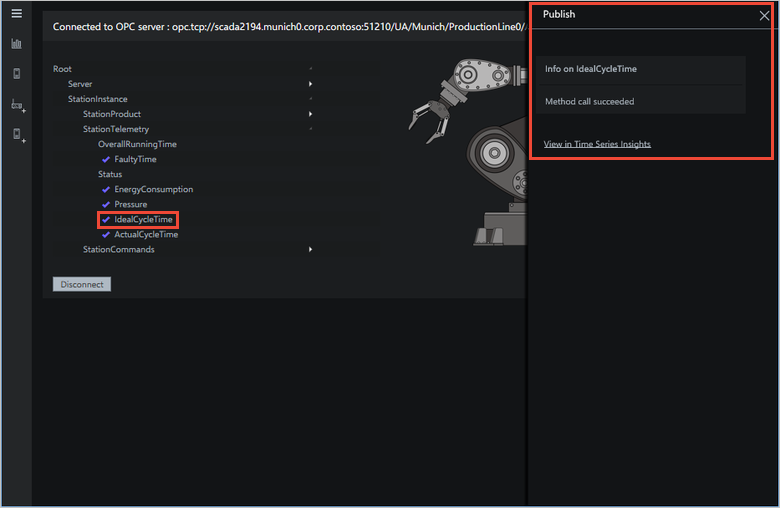 Connected to OPC server : opc.tcp://scada2194.munich0.corp.contoso:51210/UA/Munich/ProductionLine0/
Root
Server
StationInstance
StationProduct
StationTelemetry
OverallRunningTime
FaultyTime
Status
EnergyConsumption
Pressure
IdealCycleTime
ActualCycleTime
StationCommands
Disconnect
Publish
Info on IdealCycleTime
Method call succeeded
View in Time Series Insights